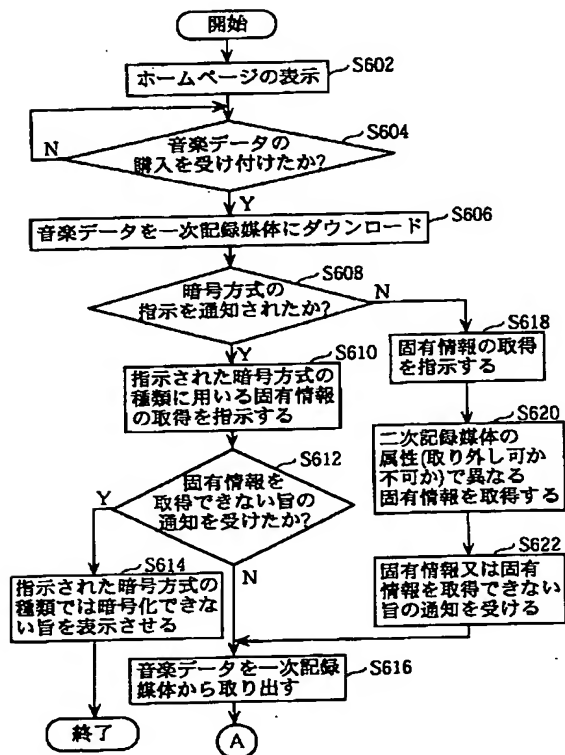 開始
ホームページの表示
S602
S604
音楽データの
購入を受け付けたか?
N
Y
S606
音楽データを一次記録媒体にダウンロード
S608
暗号方式の
指示を通知されたか?
N
Y
S610
指示された暗号方式の
種類に用いる固有情報
の取得を指示する
S618
固有情報の取得
を指示する
S612
固有情報を
取得できない旨の
通知を受けたか?
Y
N
S620
二次記録媒体の
属性(取り外し可か
不可か)で異なる
固有情報を取得する
S614
指示された暗号方式の
種類では暗号化できな
い旨を表示させる
S622
固有情報又は固有
情報を取得できない
旨の通知を受ける
音楽データを一次記録
媒体から取り出す
S616
終了
A